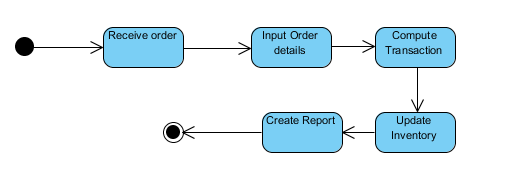 Receive order
Input Order
details
Compute
Transaction
Create Report
Update
Inventory